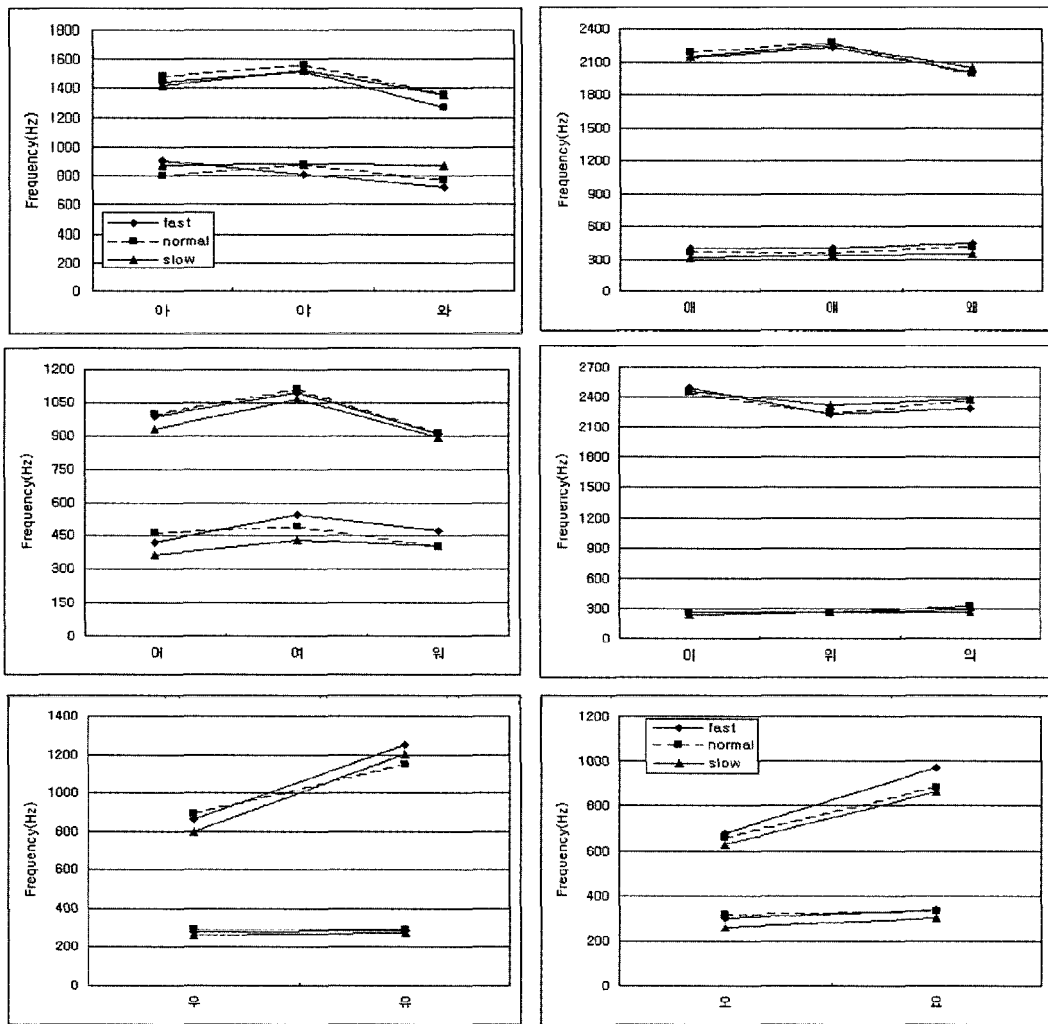 Frequency(Hz)
1800
1600
1400
1200
1000
800
600
400
200
0
fast
normal
slow
아 야 와
Frequency(Hz)
2400
2100
1800
1500
1200
900
600
300
0
애 얘 왜
Frequency(Hz)
1200
1050
900
750
600
450
300
150
0
어 여 워
Frequency(Hz)
2700
2400
2100
1800
1500
1200
900
600
300
0
이 위 의
Frequency(Hz)
1400
1200
1000
800
600
400
200
0
우 유
Frequency(Hz)
1200
1000
800
600
400
200
0
fast
normal
slow
오 요